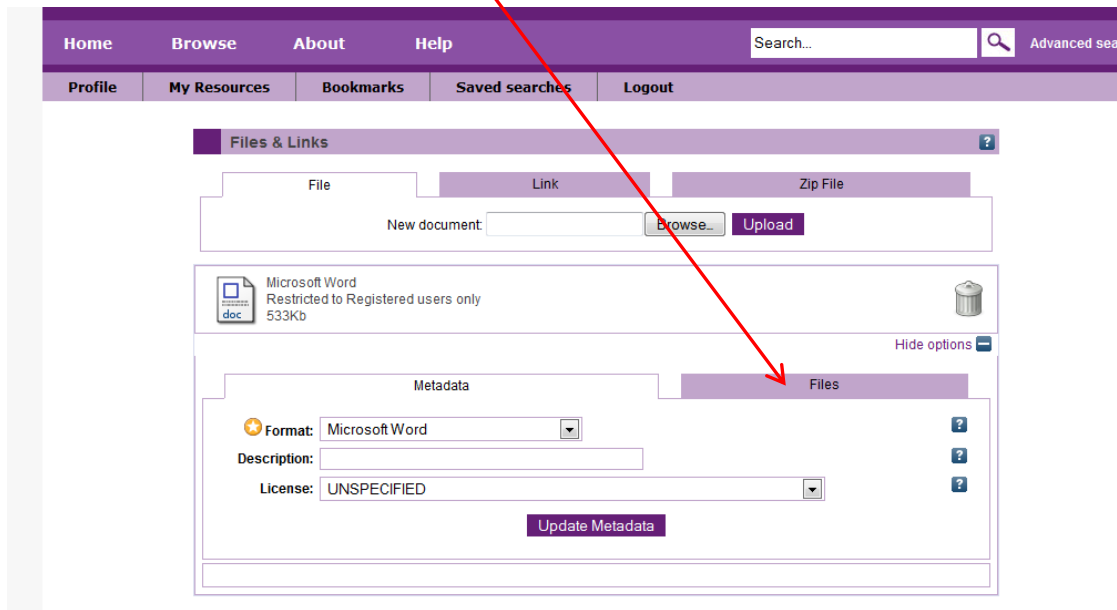 Home Browse About Help Search... Advanced sea
Profile My Resources Bookmarks Saved searches Logout
Files & Links ?
File Link Zip File
New document: Browse... Upload
doc
Microsoft Word
Restricted to Registered users only
533Kb
Hide options
Metadata Files
Format: Microsoft Word ?
Description: ?
License: UNSPECIFIED ?
Update Metadata